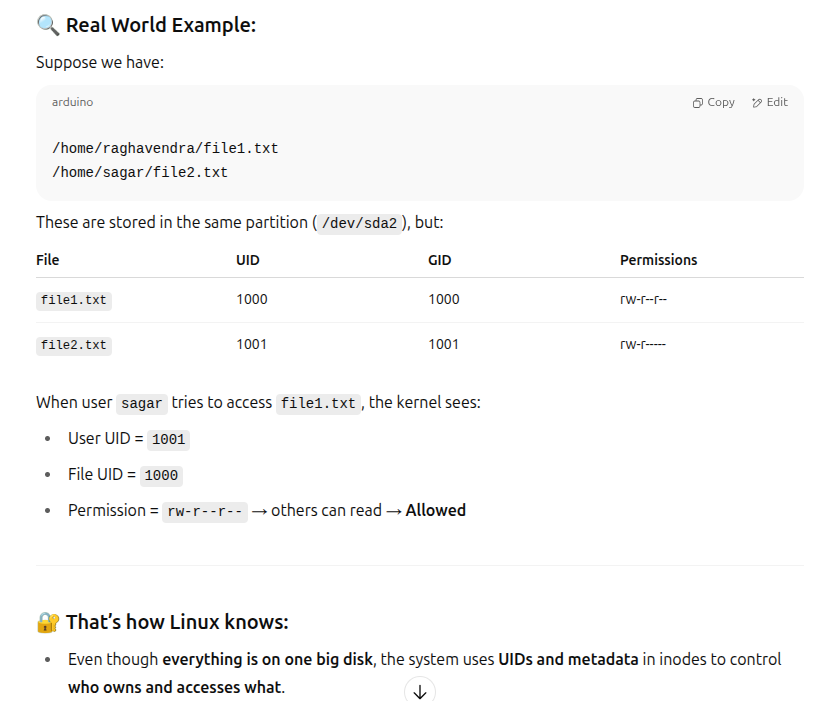 🔍 Real World Example:
Suppose we have:
arduino
Copy Edit
/home/raghavendra/file1.txt
/home/sagar/file2.txt
These are stored in the same partition ( /dev/sda2 ), but:
File UID GID Permissions
file1.txt 1000 1000 rw-r--r--
file2.txt 1001 1001 rw-r-----
When user sagar tries to access file1.txt , the kernel sees:
• User UID = 1001
• File UID = 1000
• Permission = rw-r--r-- → others can read → Allowed
🔐 That’s how Linux knows:
• Even though everything is on one big disk, the system uses UIDs and metadata in inodes to control
who owns and accesses what.